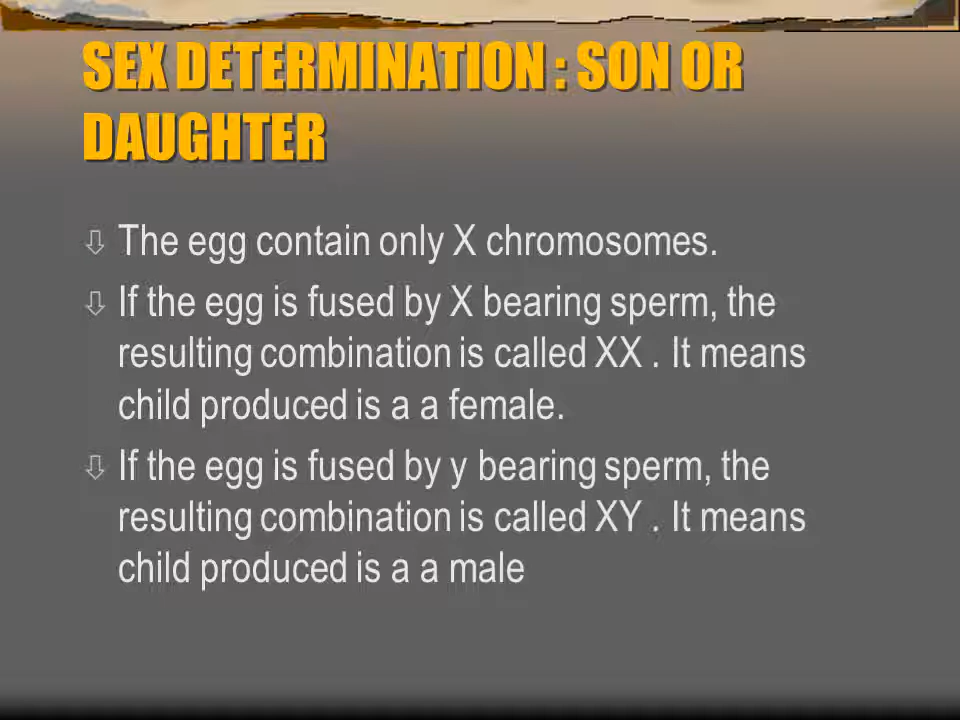 SEX DETERMINATION : SON OR
DAUGHTER
The egg contain only X chromosomes.
If the egg is fused by X bearing sperm, the
resulting combination is called XX . It means
child produced is a a female.
If the egg is fused by y bearing sperm, the
resulting combination is called XY . It means
child produced is a a male